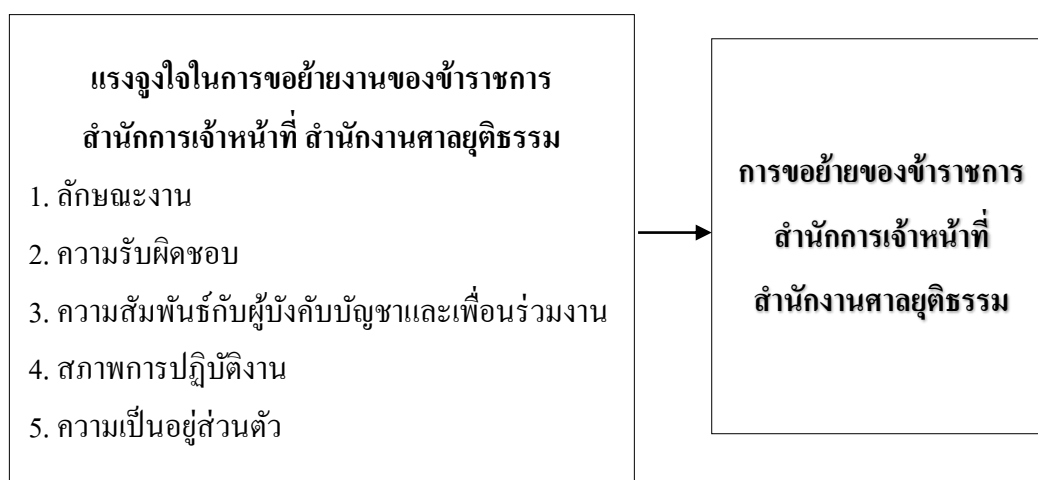 แรงจูงใจในการขอย้ายงานของข้าราชการ
สำนักการเจ้าหน้าที่ สำนักงานศาลยุติธรรม
1. ลักษณะงาน
2. ความรับผิดชอบ
3. ความสัมพันธ์กับผู้บังคับบัญชาและเพื่อนร่วมงาน
4. สภาพการปฏิบัติงาน
5. ความเป็นอยู่ส่วนตัว
การขอย้ายของข้าราชการ
สำนักการเจ้าหน้าที่
สำนักงานศาลยุติธรรม